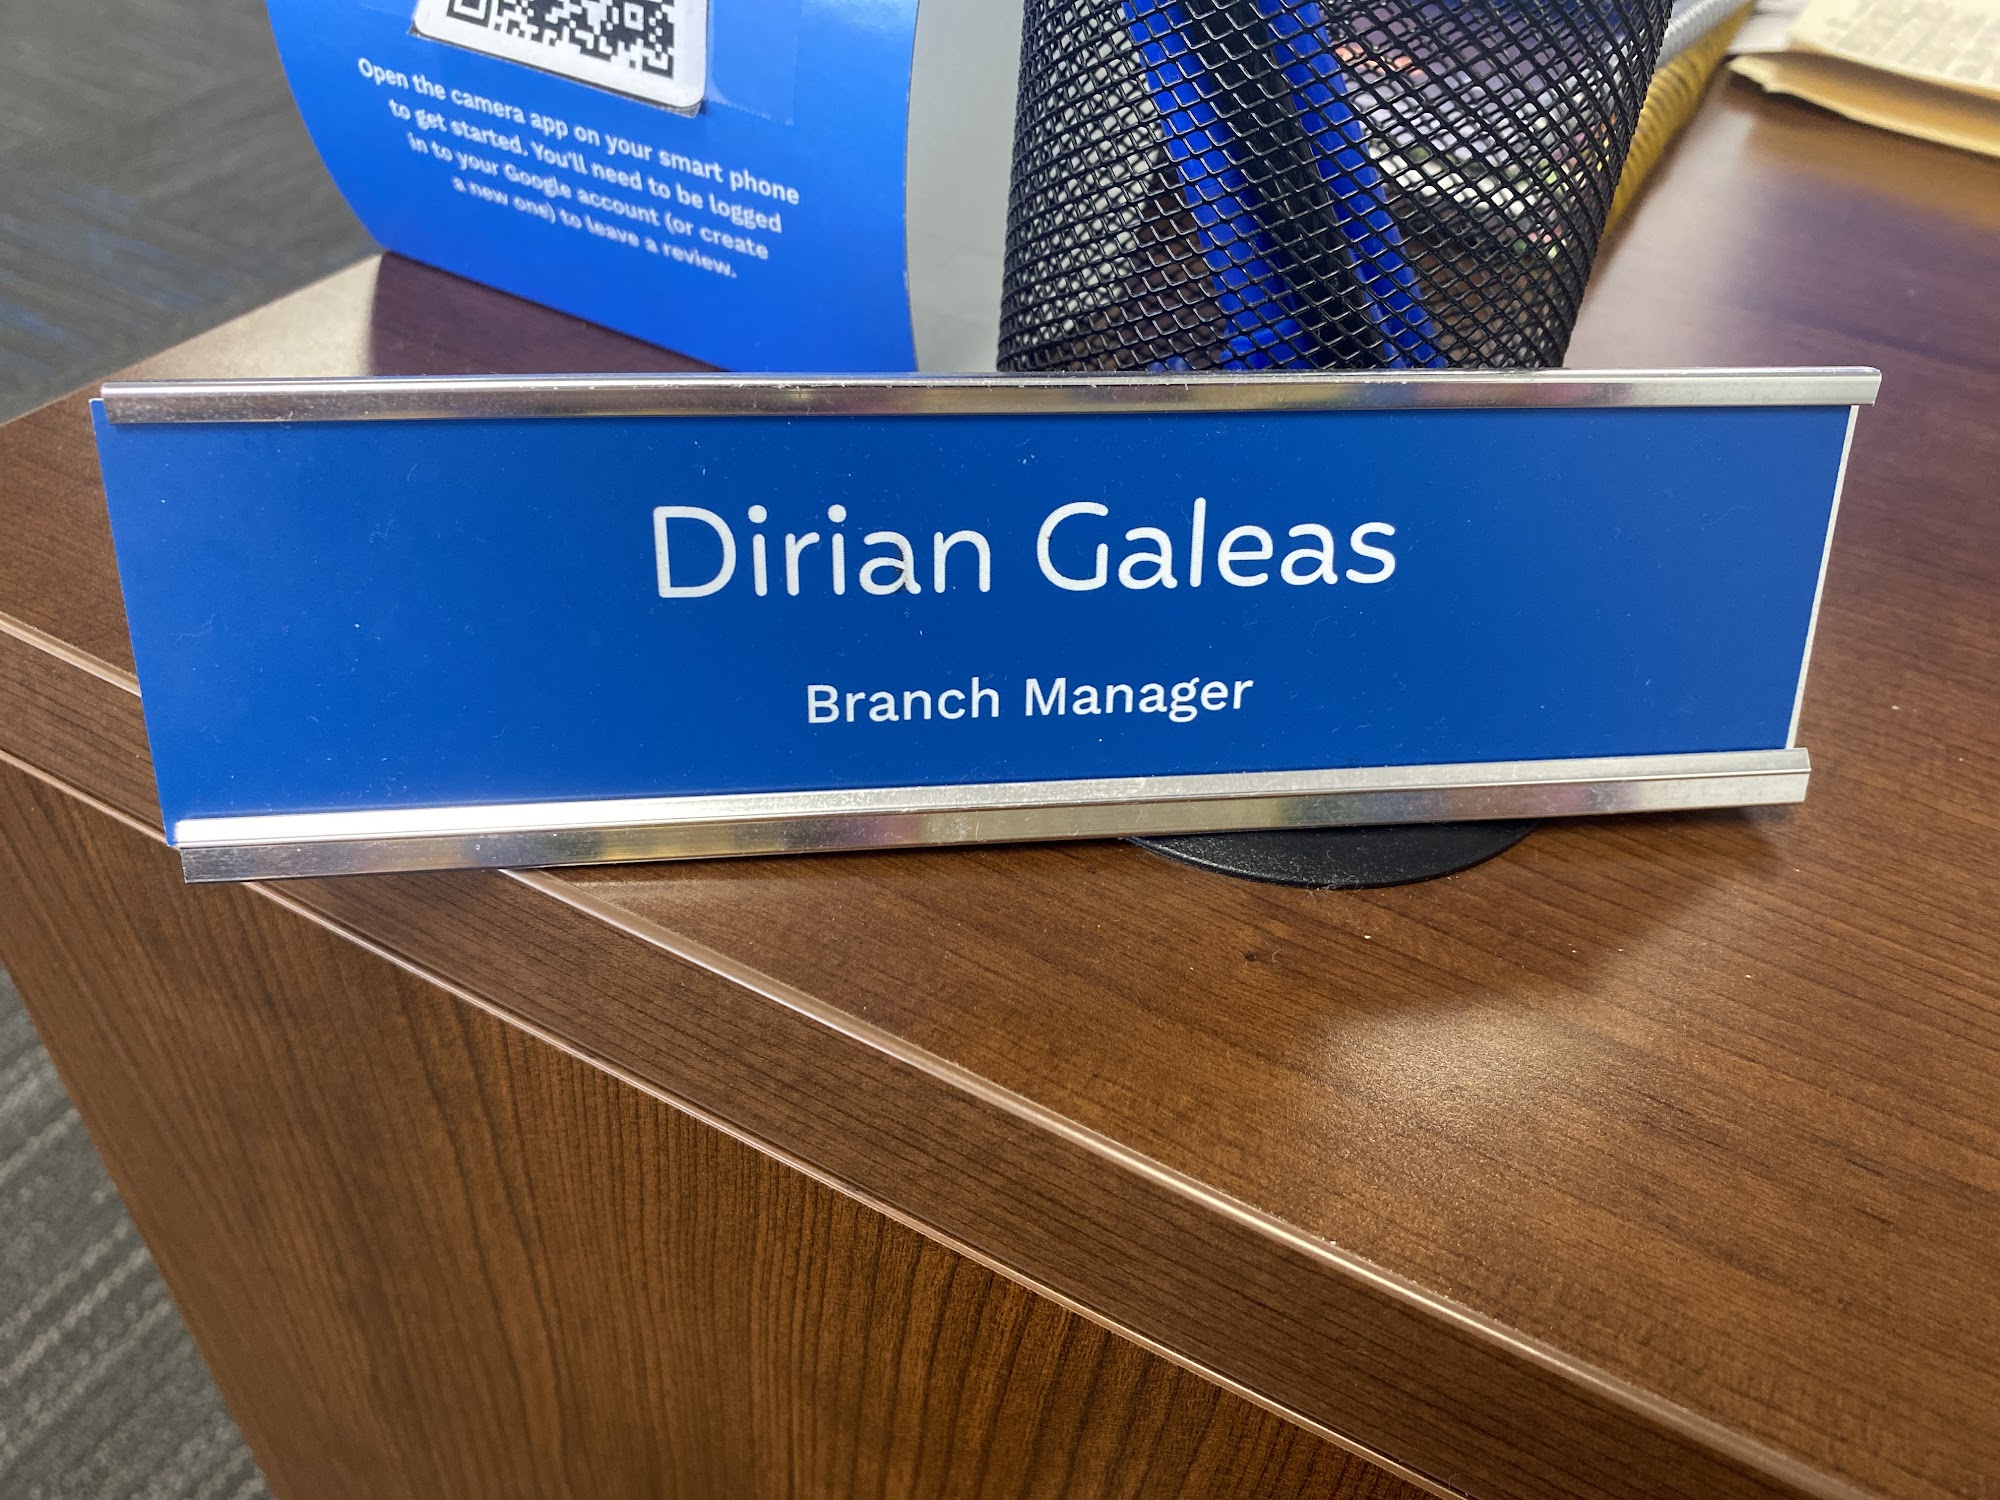 Open the camera app on your smart phone
to get started. You'll need to be logged
in to your Google account (or create
a new one) to leave a review.
Dirian Galeas
Branch Manager